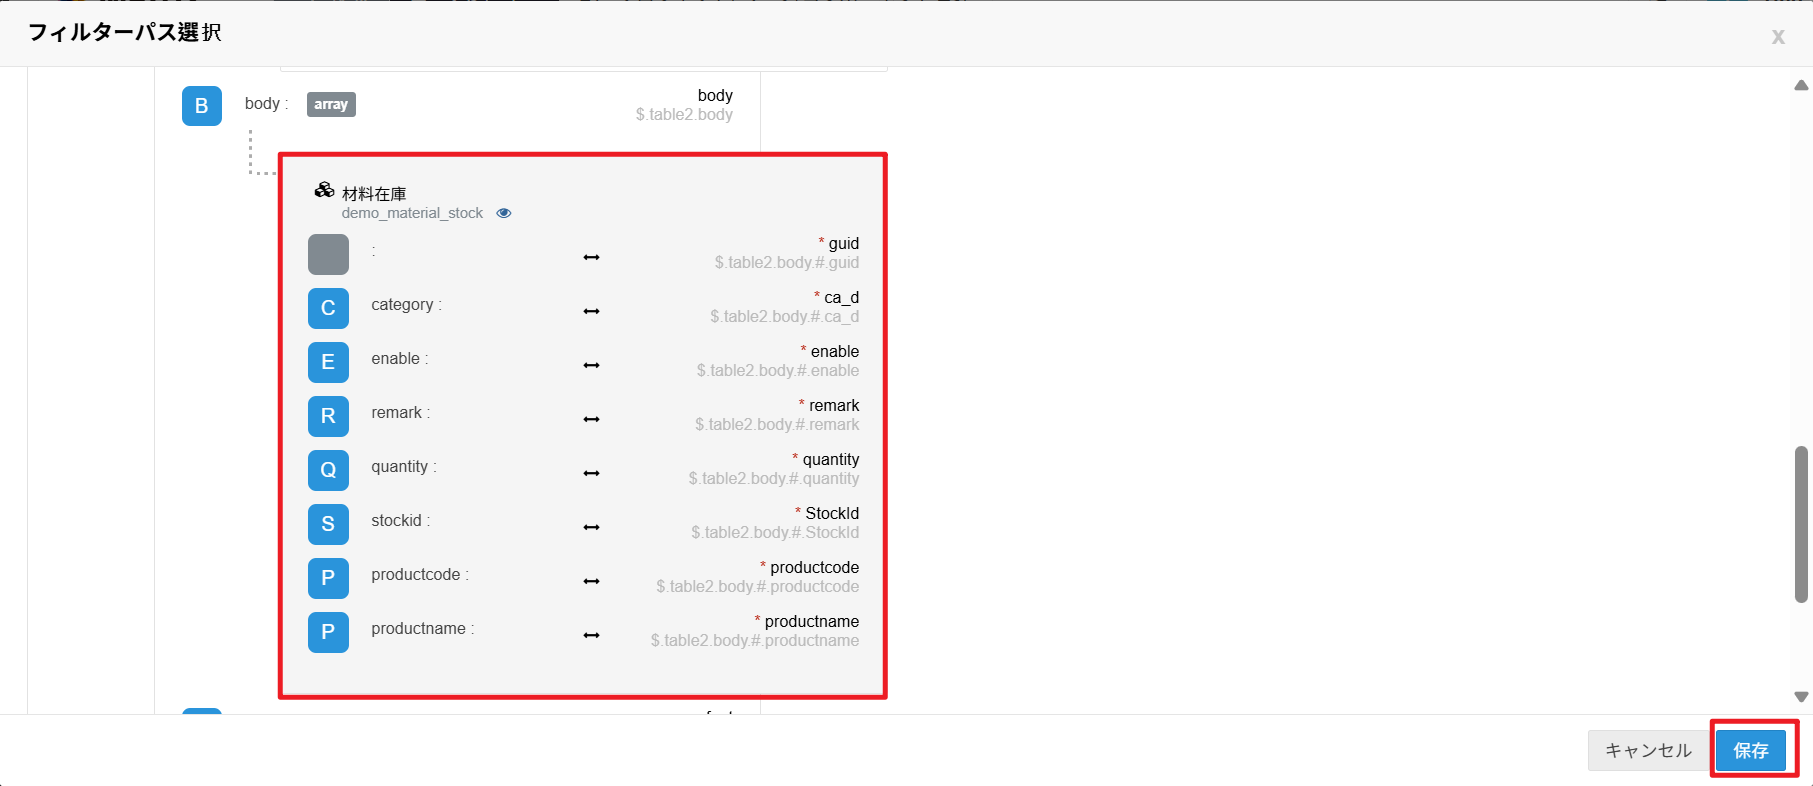 フィルターパス選択
x
B body : array body
$.table2.body
材料在庫
demo_material_stock
: * guid
$.table2.body.#.guid
C category : * ca_d
$.table2.body.#.ca_d
E enable : * enable
$.table2.body.#.enable
R remark : * remark
$.table2.body.#.remark
Q quantity : * quantity
$.table2.body.#.quantity
S stockid : * StockId
$.table2.body.#.StockId
P productcode : * productcode
$.table2.body.#.productcode
P productname : * productname
$.table2.body.#.productname
キャンセル 保存